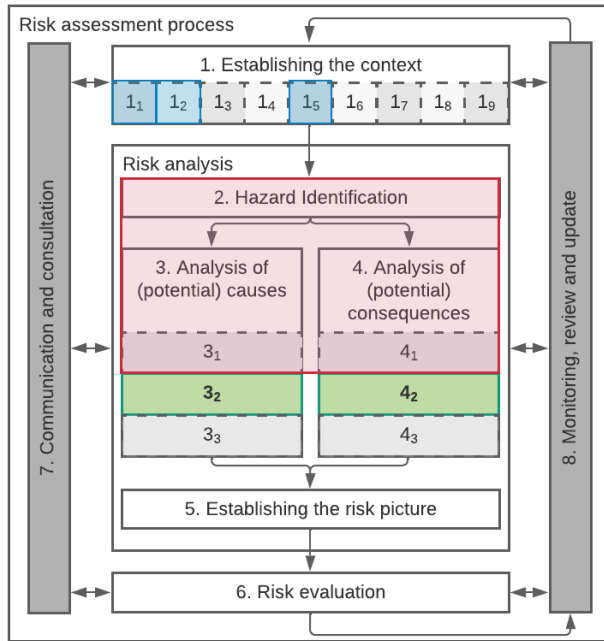 Risk assessment process
1. Establishing the context
1₁ 1₂ 1₃ 1₄ 1₅ 1₆ 1₇ 1₈ 1₉
Risk analysis
2. Hazard Identification
3. Analysis of
(potential) causes
4. Analysis of
(potential)
consequences
3₁ 4₁
3₂ 4₂
3₃ 4₃
5. Establishing the risk picture
6. Risk evaluation
7. Communication and consultation
8. Monitoring, review and update